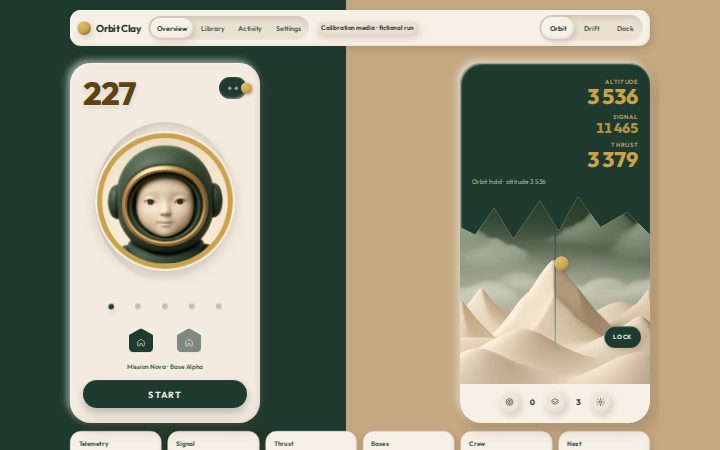 OrbitClay
Overview Library Activity Settings
Calibration media · fictional run
Orbit Drift Dock
227
ALTITUDE
3 536
SIGNAL
11 465
THRUST
3 379
Orbit hold · altitude 3 536
LOCK
Mission Nova · Base Alpha
START
0 3
Telemetry Signal Thrust Bases Crew Next